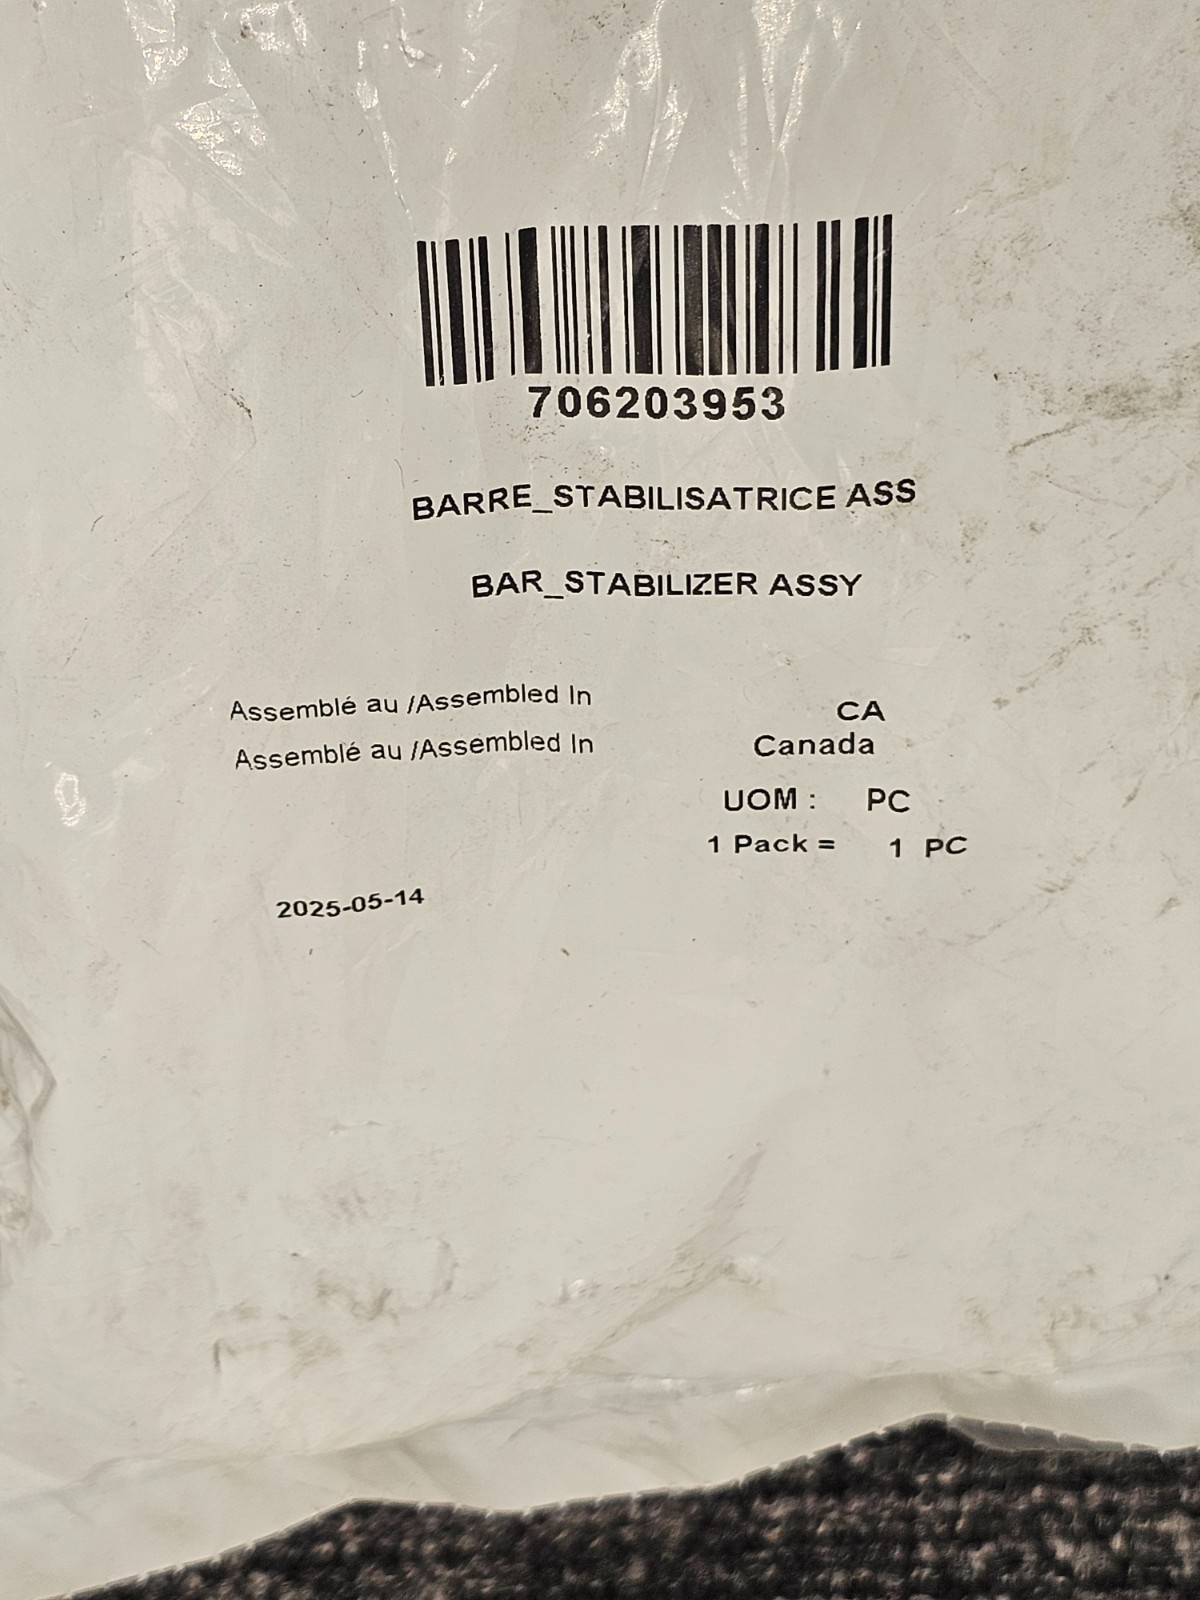 706203953
BARRE_STABILISATRICE ASS
BAR_STABILIZER ASSY
Assemblé au /Assembled In CA
Assemblé au /Assembled In Canada
UOM : PC
1 Pack = 1 PC
2025-05-14